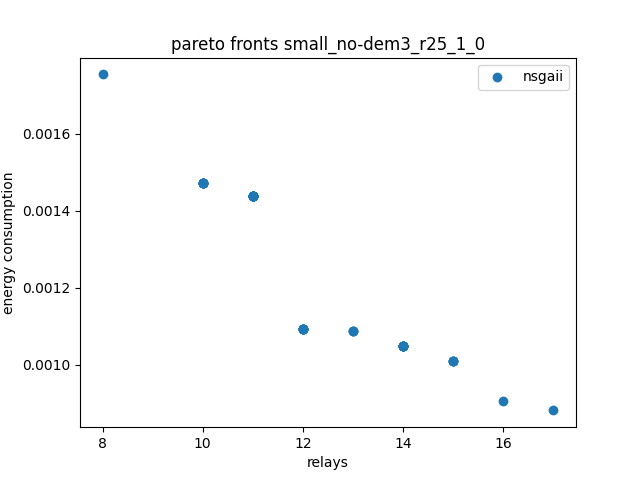 pareto fronts small_no-dem3_r25_1_0
nsgaii
energy consumption
0.0016
0.0014
0.0012
0.0010
8 10 12 14 16
relays